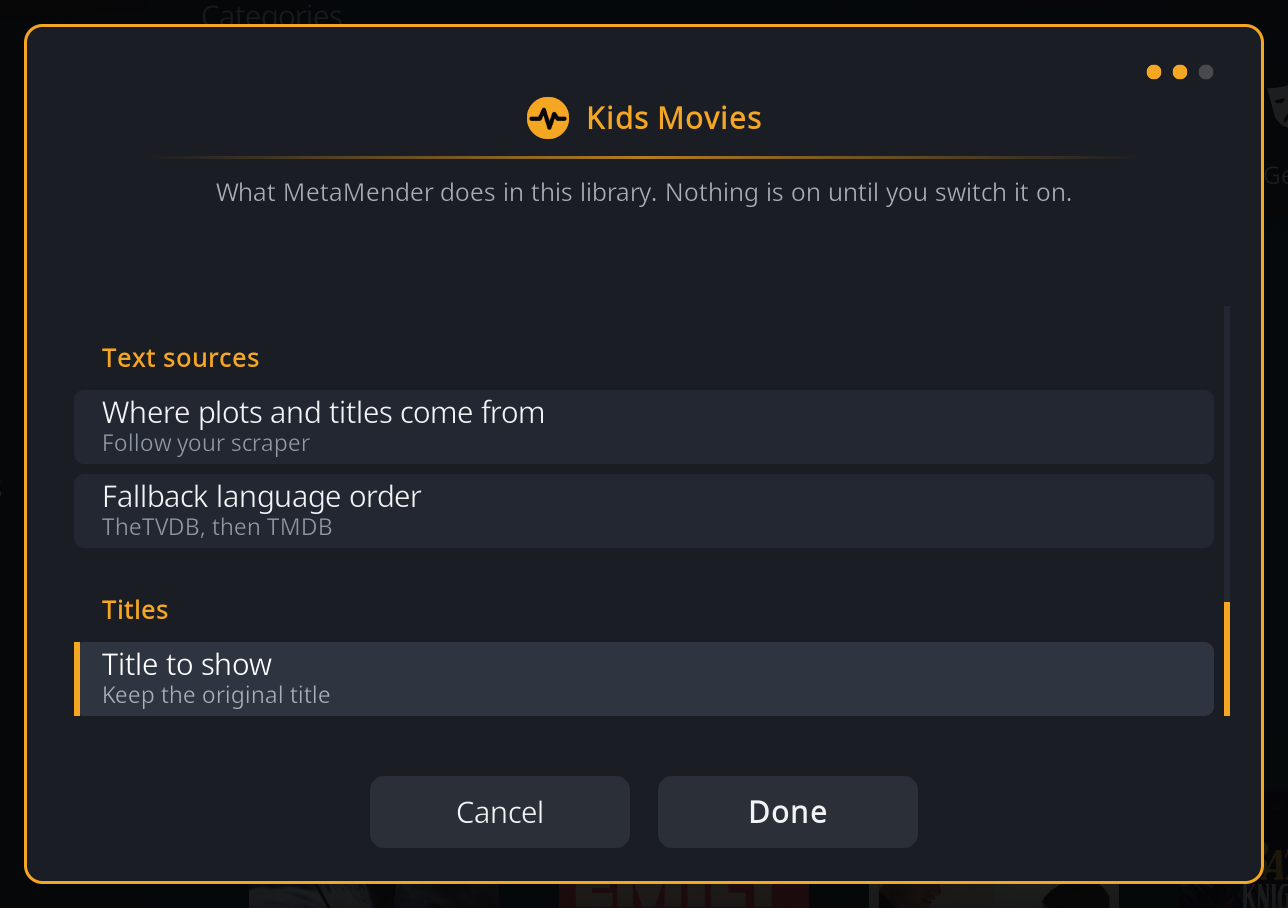 Categories
Kids Movies
What MetaMender does in this library. Nothing is on until you switch it on.
Text sources
Where plots and titles come from
Follow your scraper
Fallback language order
TheTVDB, then TMDB
Titles
Title to show
Keep the original title
Cancel
Done